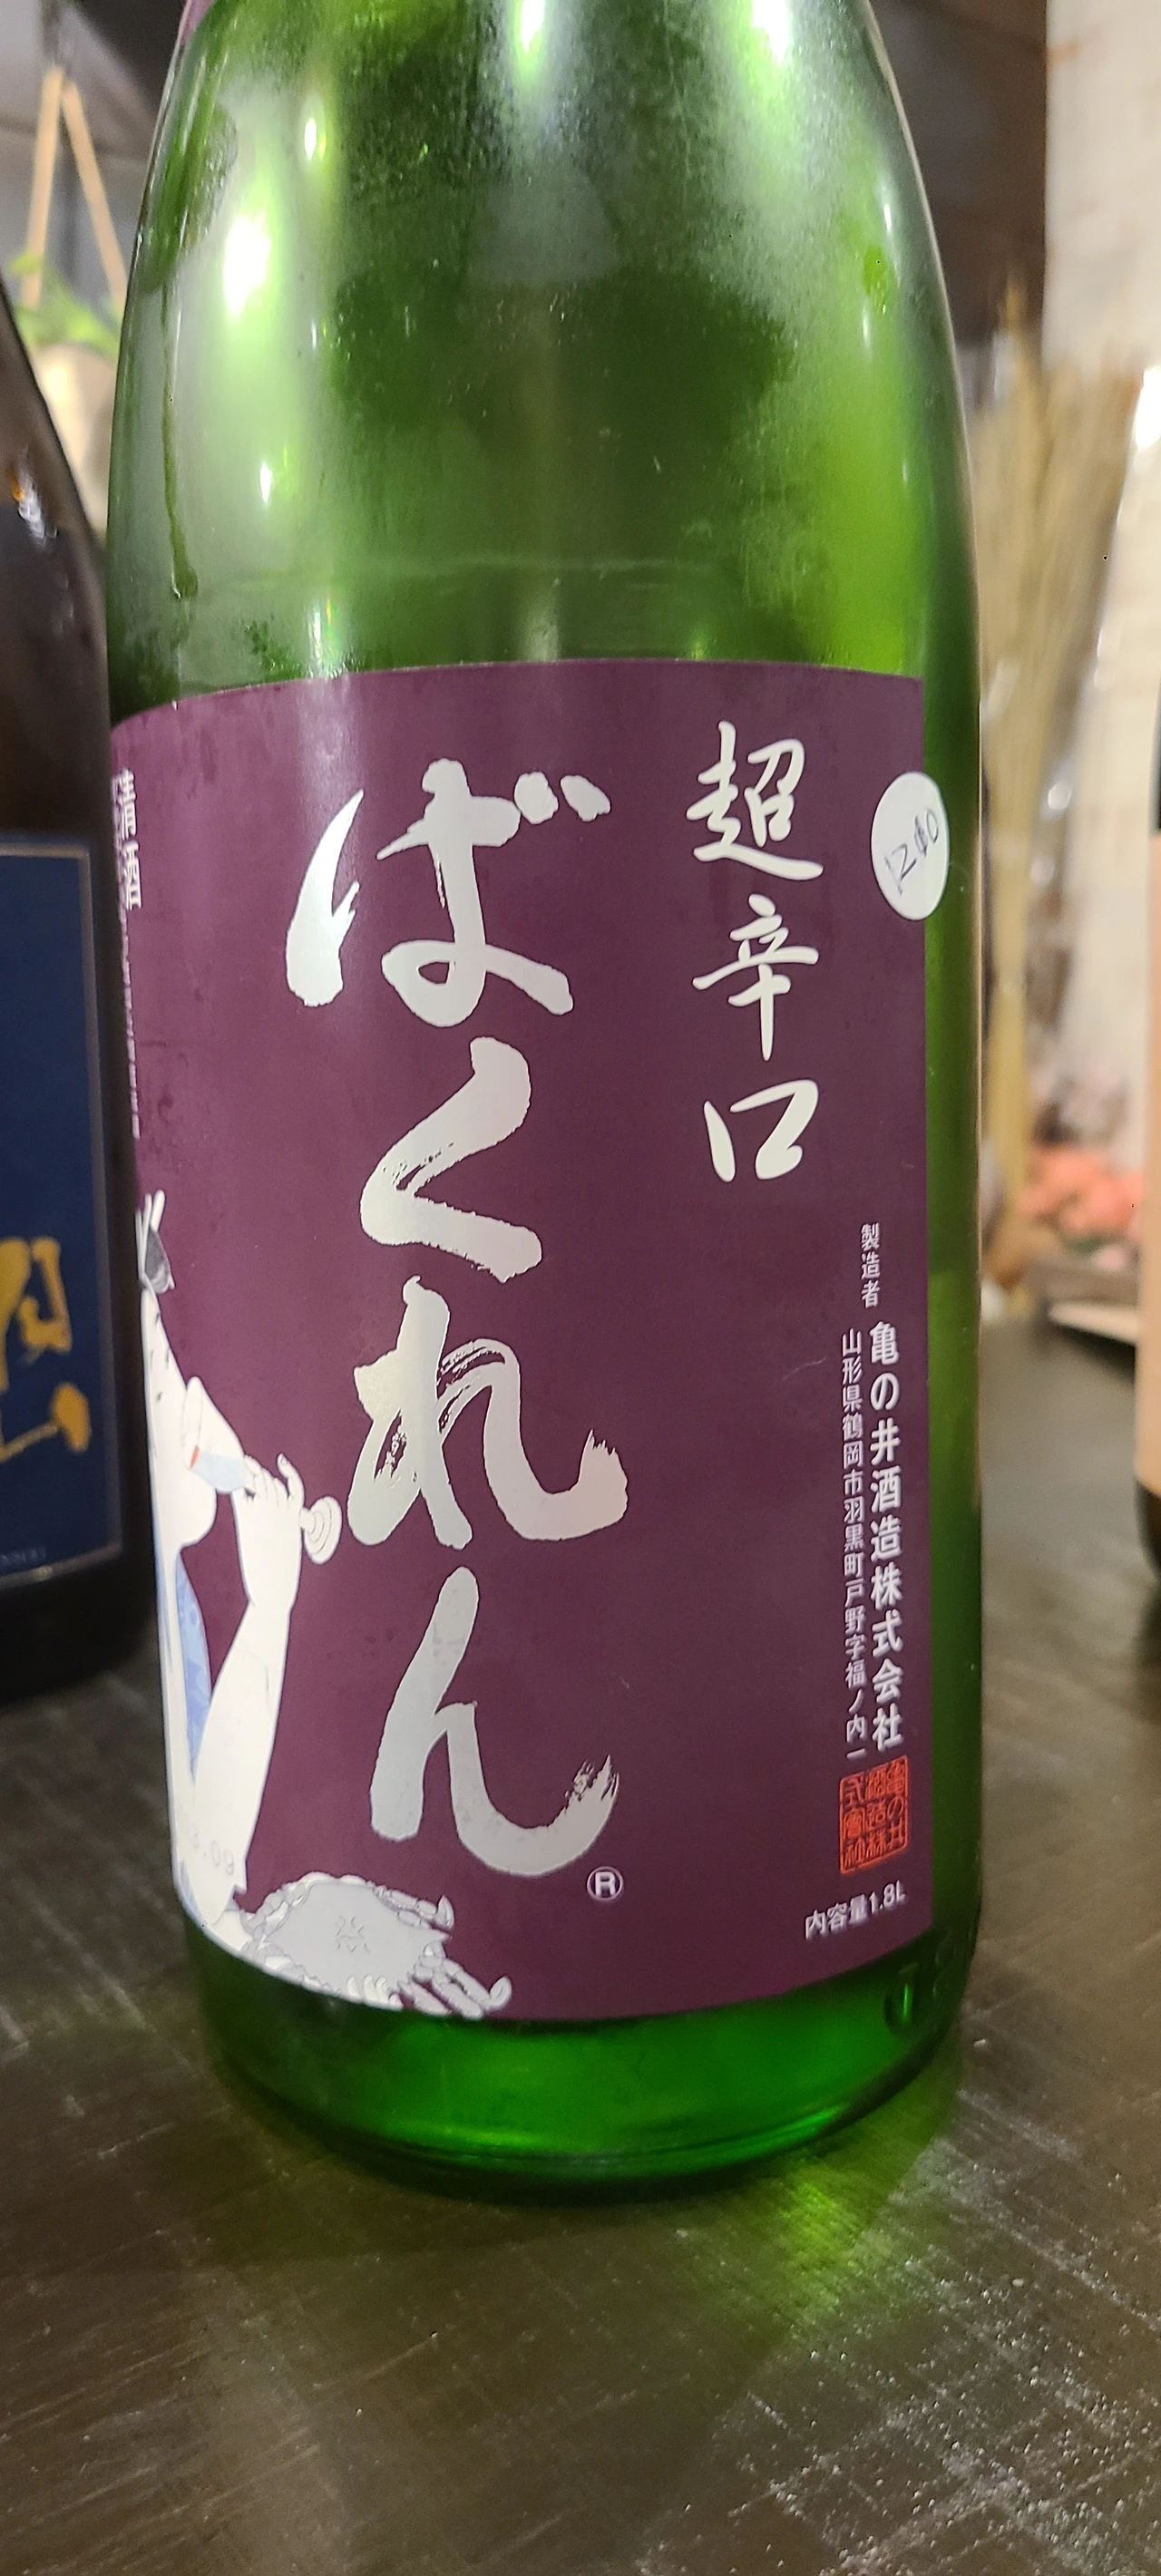 超辛口
ばくれん
®
製造者 亀の井酒造株式会社
山形県鶴岡市羽黒町戸野字福ノ内一
内容量1.8L
清酒